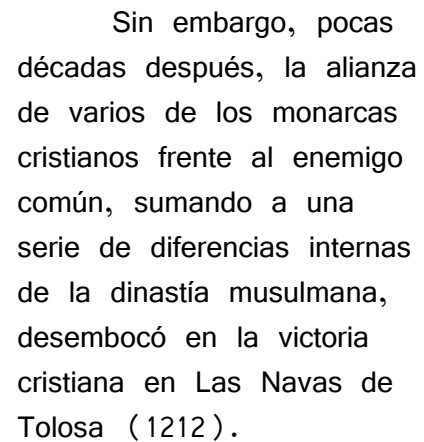 Sin embargo, pocas
décadas después, la alianza
de varios de los monarcas
cristianos frente al enemigo
común, sumando a una
serie de diferencias internas
de la dinastía musulmana,
desembocó en la victoria
cristiana en Las Navas de
Tolosa (1212).